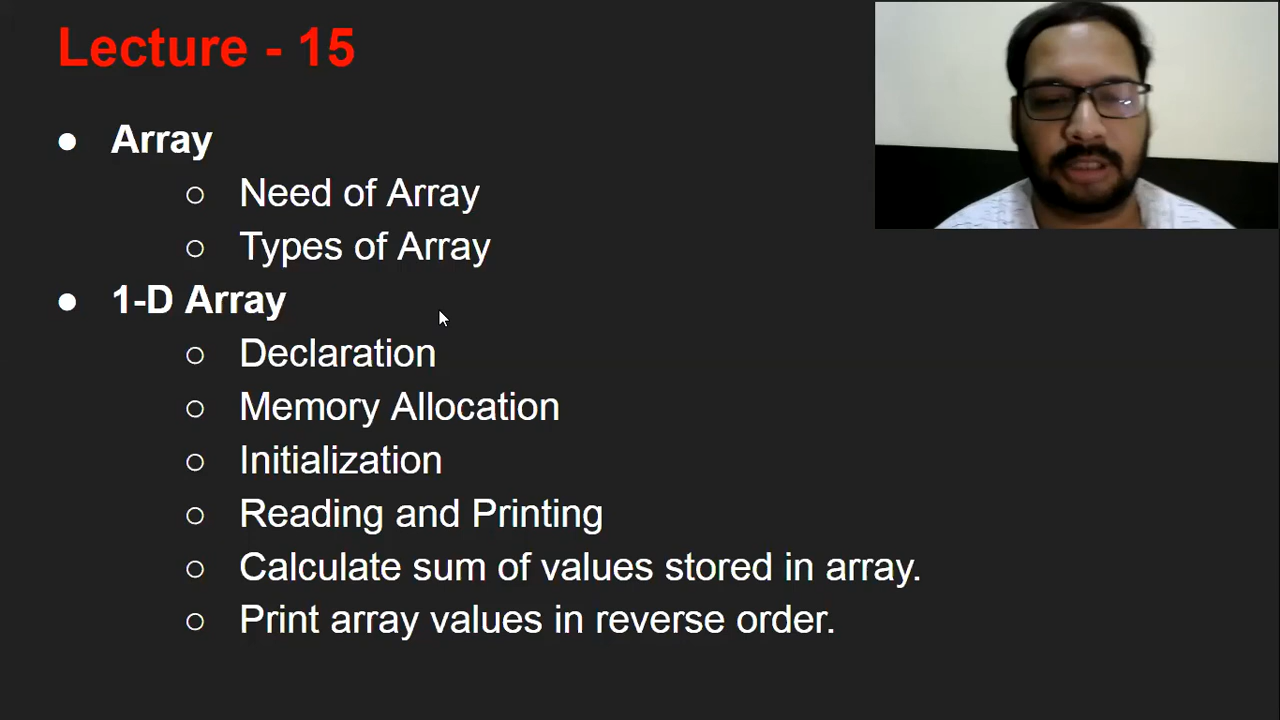 Lecture - 15
● Array
○ Need of Array
○ Types of Array
● 1-D Array
○ Declaration
○ Memory Allocation
○ Initialization
○ Reading and Printing
○ Calculate sum of values stored in array.
○ Print array values in reverse order.